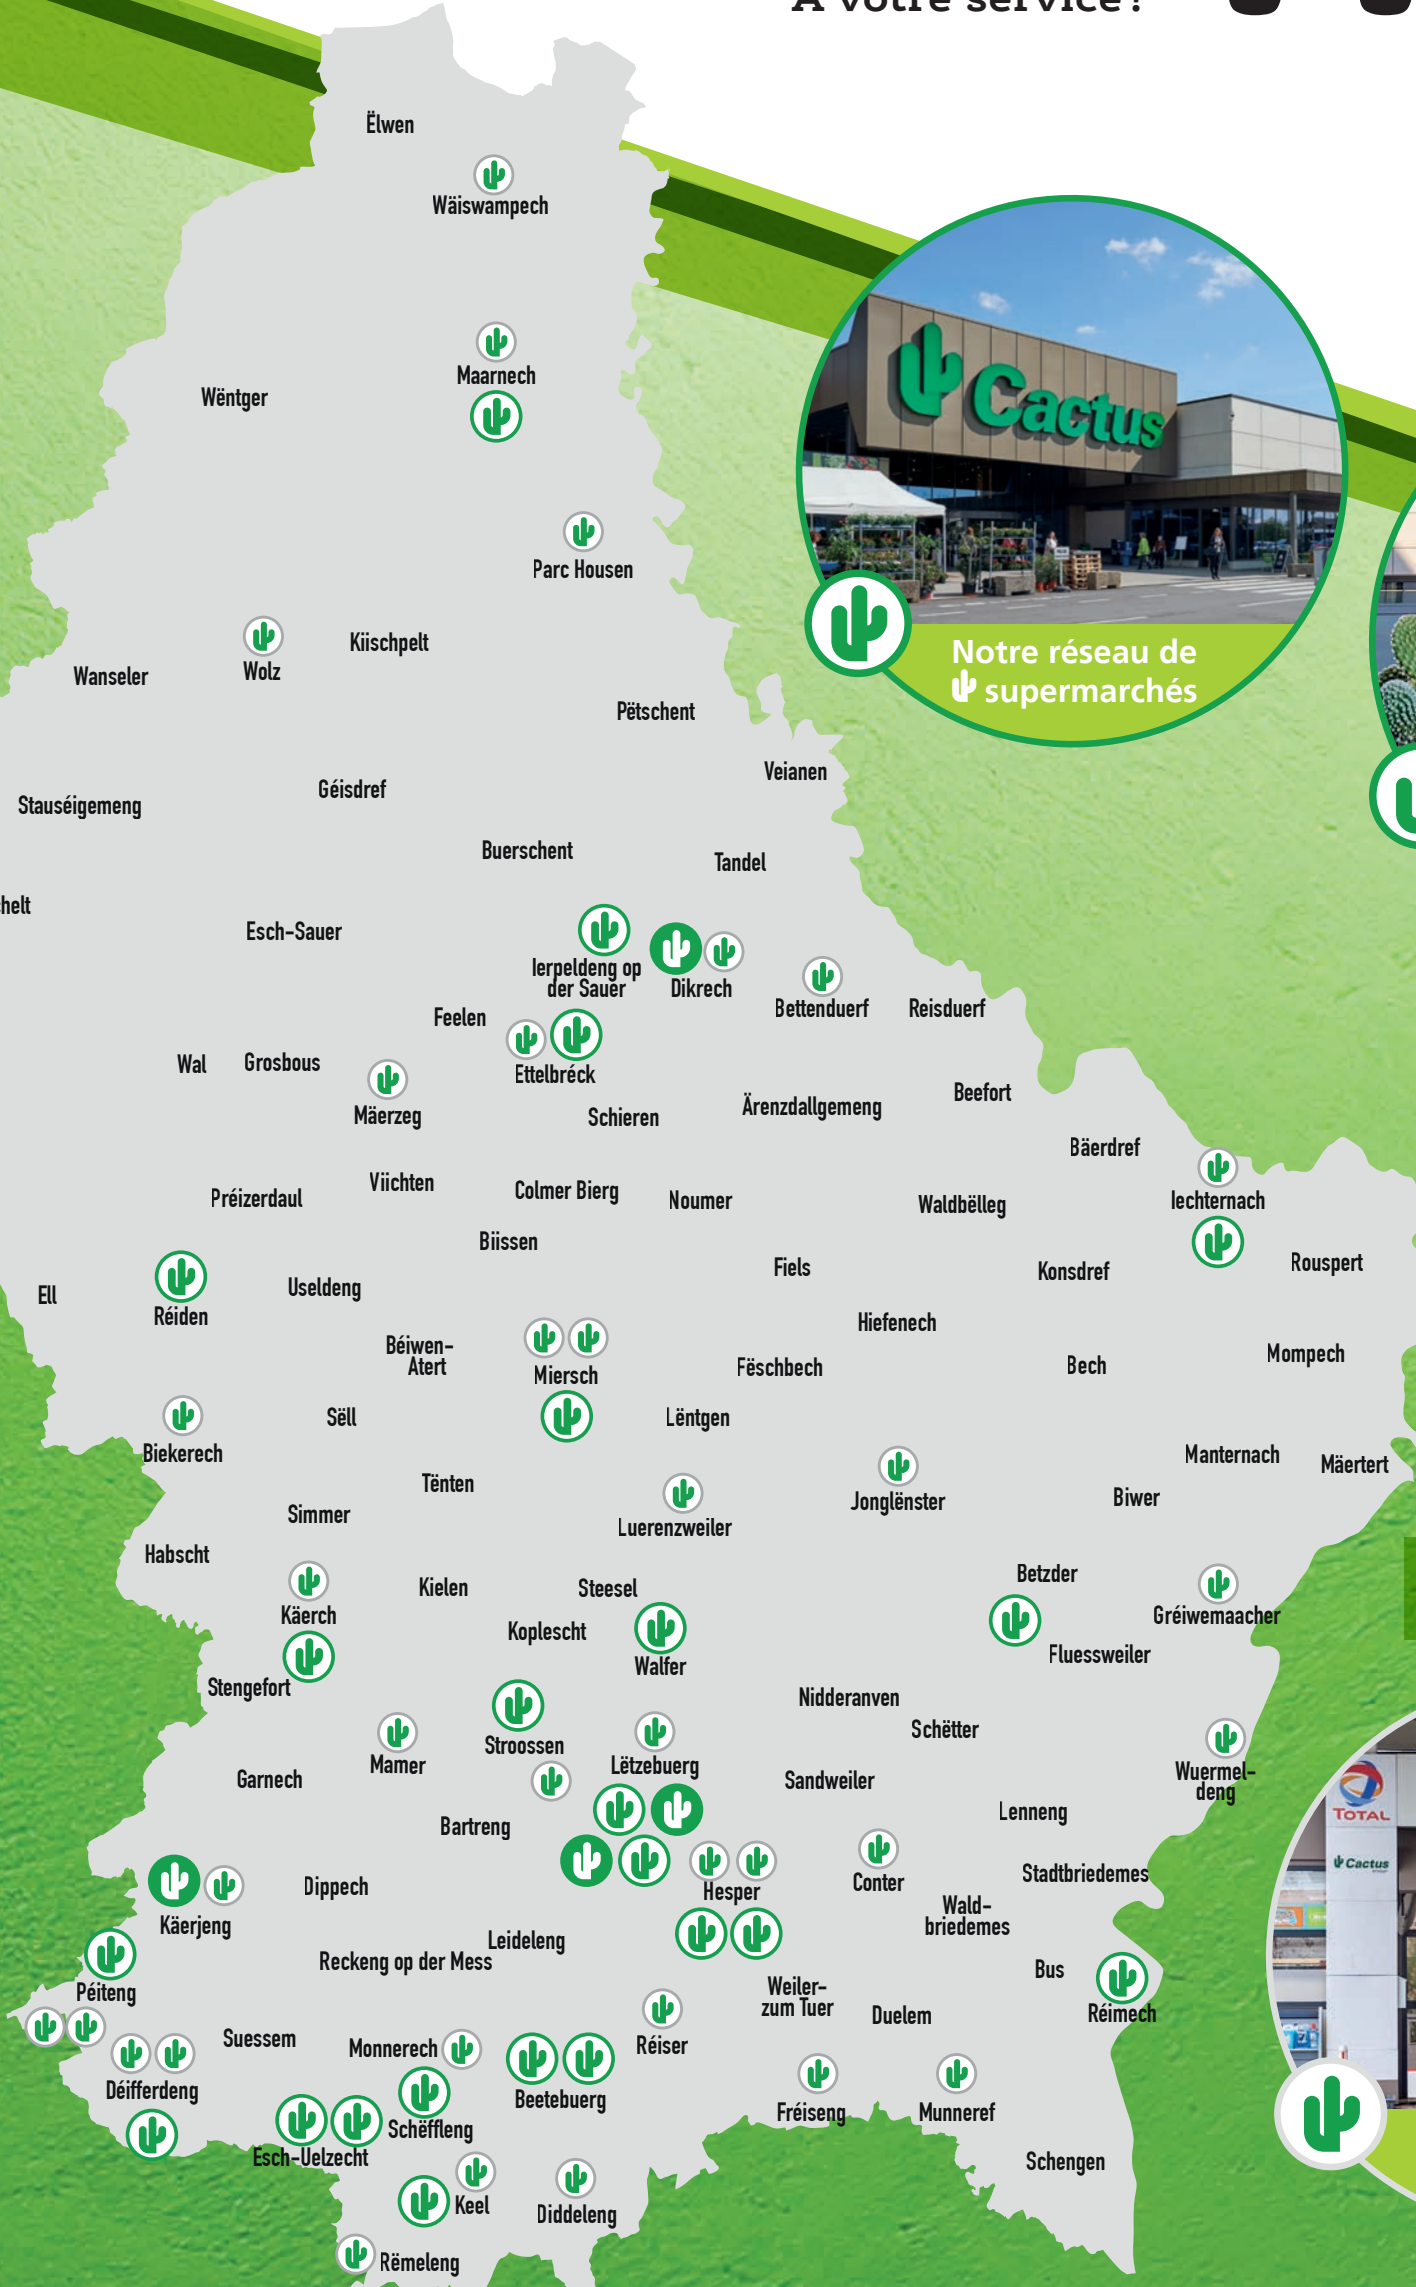 À votre service !
Ëlwen
Wäiswampech
Maarnech
Wëntger
Cactus
Parc Housen
Notre réseau de
supermarchés
Kiischpelt
Wolz
Wanseler
Pëtschent
Veianen
Géisdref
Stauséigemeng
Buerschent
Tandel
helt
Esch-Sauer
Ierpeldeng op
der Sauer
Dikrech
Bettenduerf
Reisduerf
Feelen
Wal
Grosbous
Ettelbréck
Mäerzeg
Schieren
Ärenzdallgemeng
Beefort
Bäerdref
Viichten
Préizerdaul
Colmer Bierg
Noumer
Waldbëlleg
Iechternach
Biissen
Rouspert
Fiels
Konsdref
Ell
Useldeng
Réiden
Hiefenech
Béiwen-
Atert
Miersch
Fëschbech
Bech
Mompech
Sëll
Lëntgen
Biekerech
Manternach
Mäertert
Tënten
Jonglënster
Biwer
Simmer
Luerenzweiler
Habscht
Betzder
Kielen
Steesel
Käerch
Gréiwemaacher
Koplescht
Fluessweiler
Walfer
Stengefort
Nidderanven
Schëtter
Stroossen
Mamer
Lëtzebuerg
Garnech
Sandweiler
Wuermel-
deng
TOTAL
Lenneng
Bartreng
Cactus
Stadtbriedemes
Dippech
Hesper
Conter
Wald-
briedemes
Käerjeng
Leideleng
Reckeng op der Mess
Bus
Péiteng
Weiler-
zum Tuer
Duelem
Réimech
Suessem
Monnerech
Réiser
Déifferdeng
Beetebuerg
Fréiseng
Munneref
Schëffleng
Esch-Uelzecht
Schengen
Keel
Diddeleng
Rëmeleng